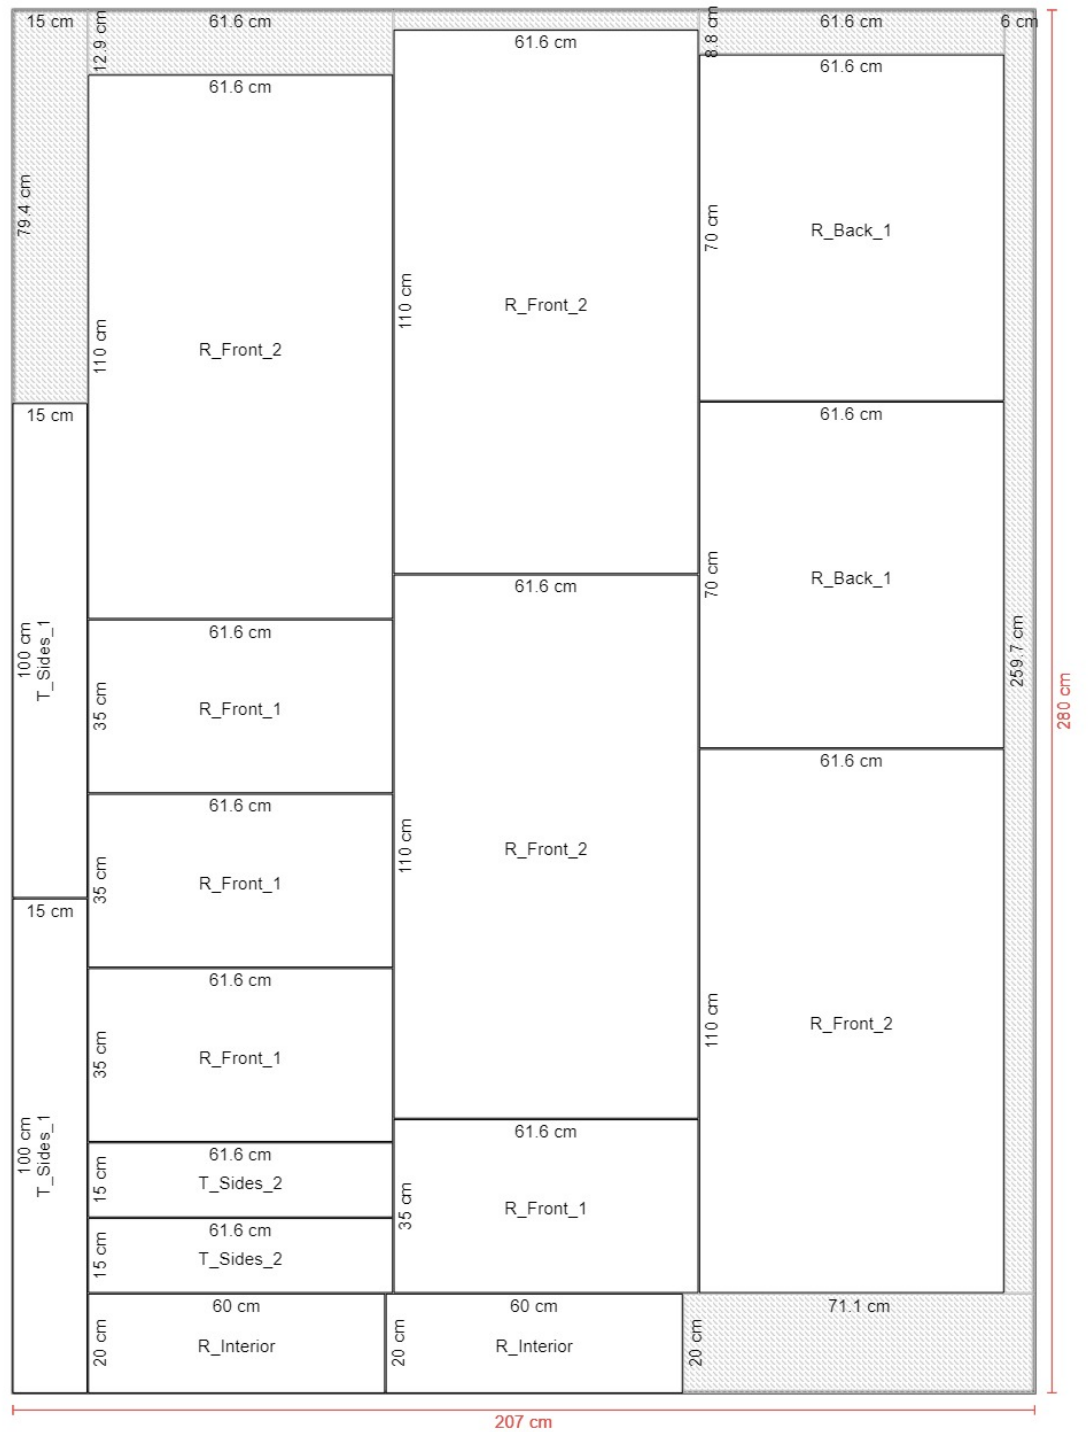 15 cm
61.6 cm
61.6 cm
6 cm
12.9 cm
8.8 cm
79.4 cm
61.6 cm
110 cm
R_Front_2
61.6 cm
110 cm
R_Front_2
61.6 cm
70 cm
R_Back_1
15 cm
100 cm
T_Sides_1
61.6 cm
70 cm
R_Back_1
259.7 cm
280 cm
61.6 cm
35 cm
R_Front_1
61.6 cm
110 cm
R_Front_2
61.6 cm
35 cm
R_Front_1
61.6 cm
110 cm
R_Front_2
15 cm
100 cm
T_Sides_1
61.6 cm
35 cm
R_Front_1
61.6 cm
35 cm
R_Front_1
61.6 cm
15 cm
T_Sides_2
61.6 cm
15 cm
T_Sides_2
60 cm
20 cm
R_Interior
60 cm
20 cm
R_Interior
71.1 cm
20 cm
207 cm